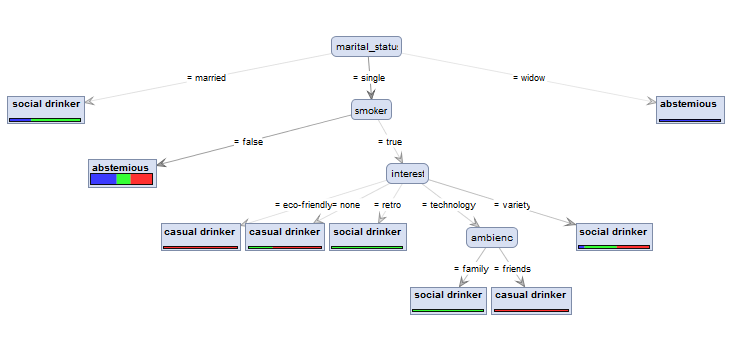 marital_status
= married
= single
= widow
social drinker
smoker
abstemious
= false
= true
abstemious
interest
= eco-friendly
= none
= retro
= technology
= variety
casual drinker
casual drinker
social drinker
ambienc
social drinker
= family
= friends
social drinker
casual drinker